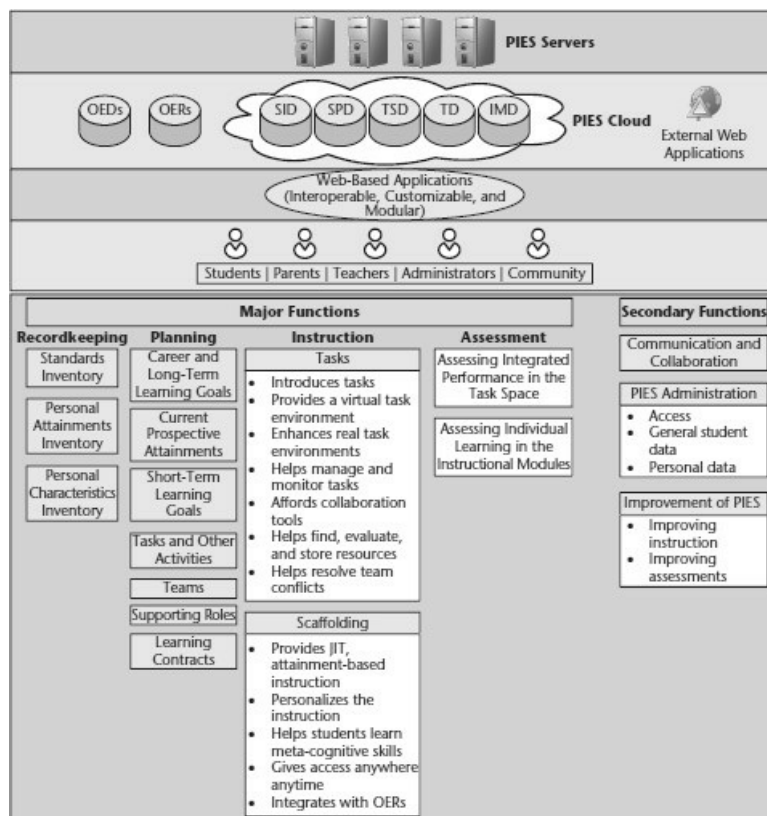 PIES Servers
OEDs
OERs
SID
SPD
TSD
TD
IMD
PIES Cloud
External Web
Applications
Web-Based Applications
(Interoperable, Customizable, and
Modular)
Students | Parents | Teachers | Administrators | Community
Major Functions
Recordkeeping
Standards
Inventory
Personal
Attainments
Inventory
Personal
Characteristics
Inventory
Planning
Career and
Long-Term
Learning Goals
Current
Prospective
Attainments
Short-Term
Learning
Goals
Tasks and Other
Activities
Teams
Supporting Roles
Learning
Contracts
Instruction
Tasks
• Introduces tasks
• Provides a virtual task
environment
• Enhances real task
environments
• Helps manage and
monitor tasks
• Affords collaboration
tools
• Helps find, evaluate,
and store resources
• Helps resolve team
conflicts
Scaffolding
• Provides JIT,
attainment-based
instruction
• Personalizes the
instruction
• Helps students learn
meta-cognitive skills
• Gives access anywhere
anytime
• Integrates with OERs
Assessment
Assessing Integrated
Performance in the
Task Space
Assessing Individual
Learning in the
Instructional Modules
Secondary Functions
Communication and
Collaboration
PIES Administration
• Access
• General student
data
• Personal data
Improvement of PIES
• Improving
instruction
• Improving
assessments